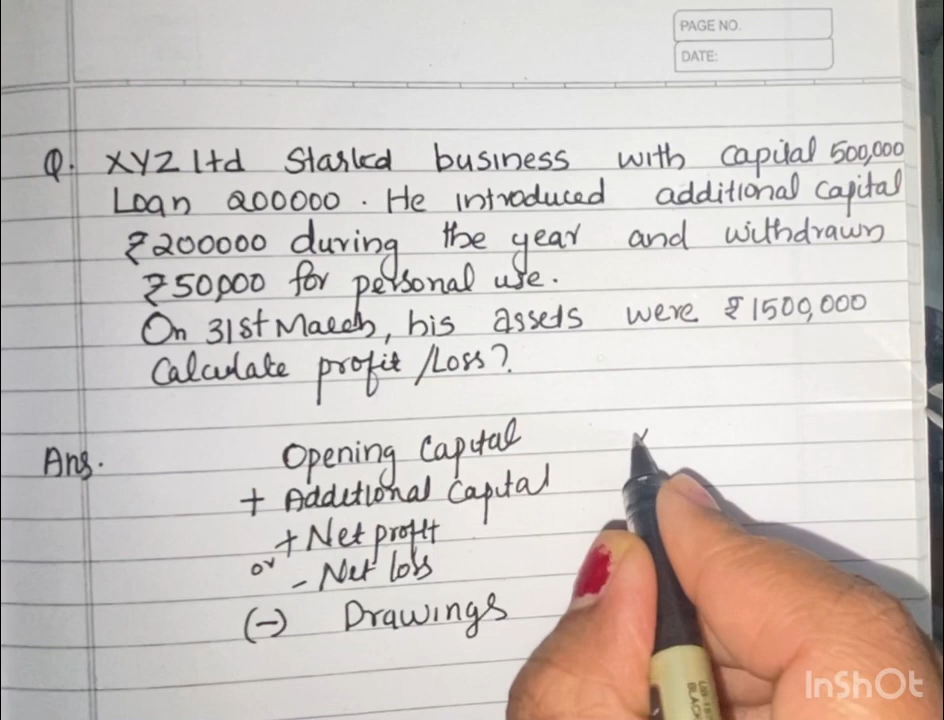 PAGE NO.
DATE:
Q. XYZ ltd Started business with capital 500,000
Loan 200000. He introduced additional capital
₹200000 during the year and withdrawn
₹50,000 for personal use.
On 31st March, his assets were ₹1500,000
Calculate profit /Loss?
Ans. Opening Capital
+ Additional Capital
+ Net profit
or - Net loss
(-) Drawings
InShOt